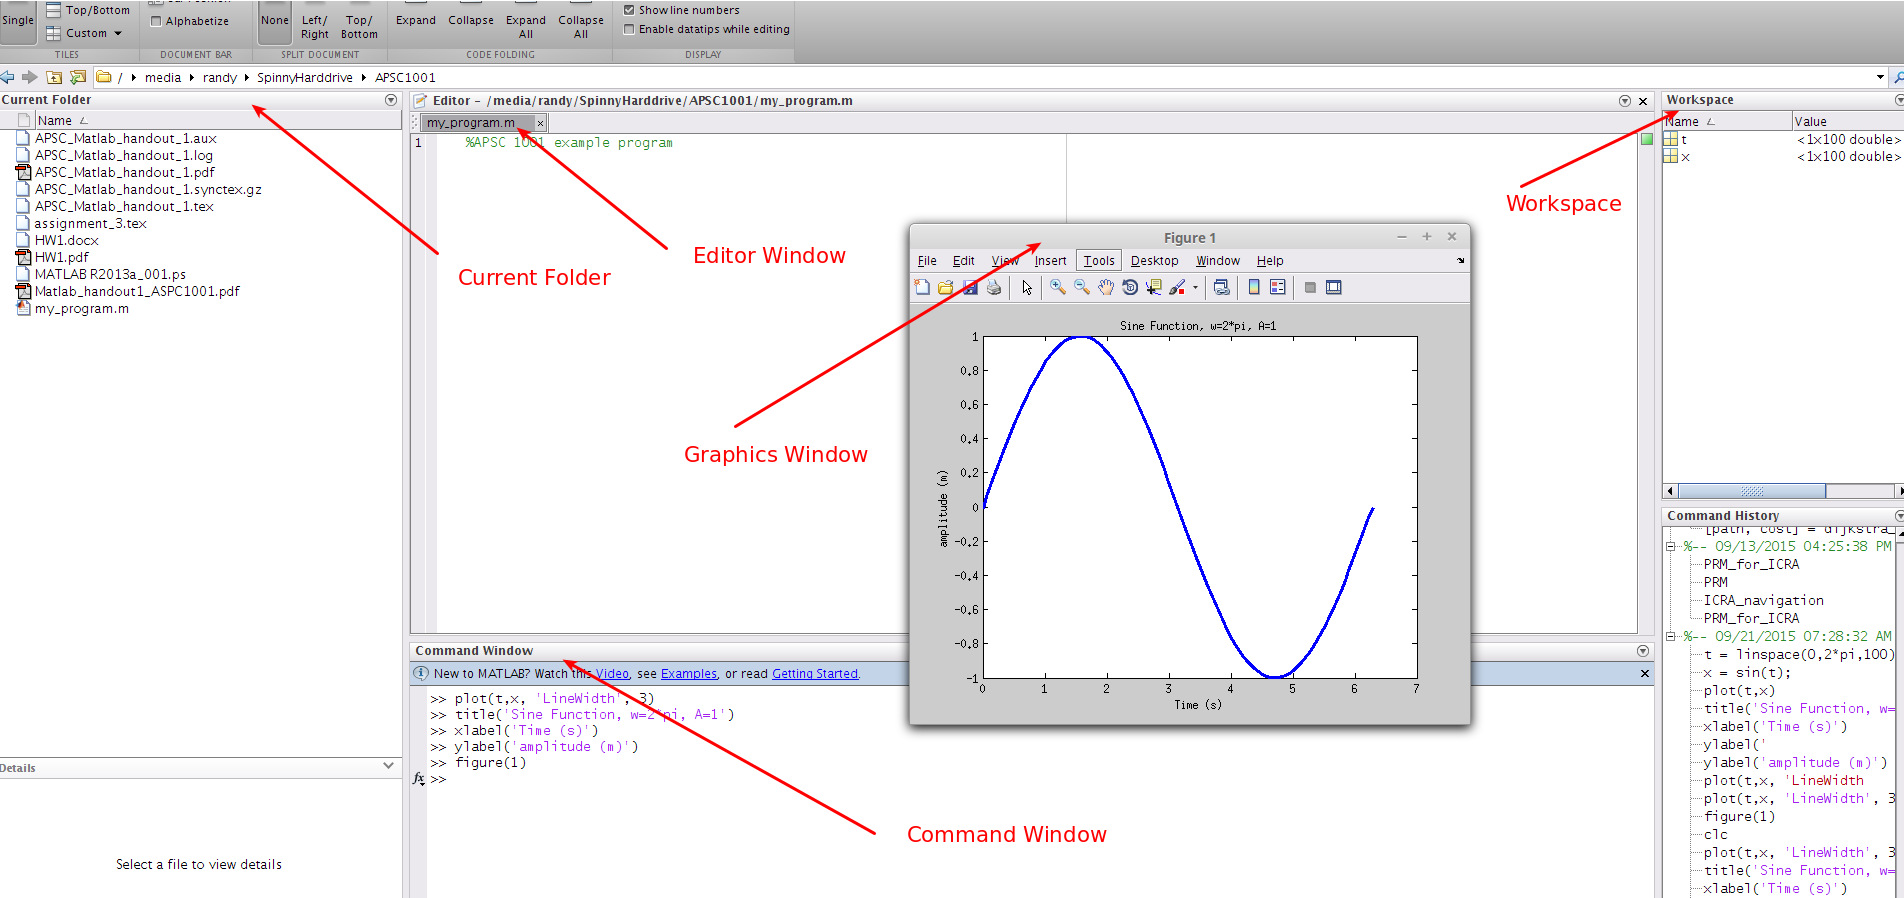 Single
Top/Bottom
Custom
Alphabetize
None
Left/
Right
Top/
Bottom
Expand
Collapse
Expand
All
Collapse
All
Show line numbers
Enable datatips while editing
TILES
DOCUMENT BAR
SPLIT DOCUMENT
CODE FOLDING
DISPLAY
/ media randy SpinnyHarddrive APSC1001
Current Folder
Name
APSC_Matlab_handout_1.aux
APSC_Matlab_handout_1.log
APSC_Matlab_handout_1.pdf
APSC_Matlab_handout_1.synctex.gz
APSC_Matlab_handout_1.tex
assignment_3.tex
HW1.docx
HW1.pdf
MATLAB R2013a_001.ps
Matlab_handout1_ASPC1001.pdf
my_program.m
Details
Select a file to view details
Current Folder
Editor - /media/randy/SpinnyHarddrive/APSC1001/my_program.m
my_program.m
1 %APSC 1001 example program
Editor Window
Graphics Window
Figure 1
File Edit View Insert Tools Desktop Window Help
Sine Function, w=2*pi, A=1
1
0.8
0.6
0.4
0.2
0
-0.2
-0.4
-0.6
-0.8
-1
amplitude (m)
0 1 2 3 4 5 6 7
Time (s)
Command Window
New to MATLAB? Watch this Video, see Examples, or read Getting Started.
>> plot(t,x, 'LineWidth', 3)
>> title('Sine Function, w=2*pi, A=1')
>> xlabel('Time (s)')
>> ylabel('amplitude (m)')
>> figure(1)
fx >>
Command Window
Workspace
Name Value
t <1x100 double>
x <1x100 double>
Workspace
Command History
[path, cost] = dijkstra_
%-- 09/13/2015 04:25:38 PM
PRM_for_ICRA
PRM
ICRA_navigation
PRM_for_ICRA
%-- 09/21/2015 07:28:32 AM
t = linspace(0,2*pi,100)
x = sin(t);
plot(t,x)
title('Sine Function, w=
xlabel('Time (s)')
ylabel('
ylabel('amplitude (m)')
plot(t,x, 'LineWidth
plot(t,x, 'LineWidth', 3
figure(1)
clc
plot(t,x, 'LineWidth', 3
title('Sine Function, w=
xlabel('Time (s)')